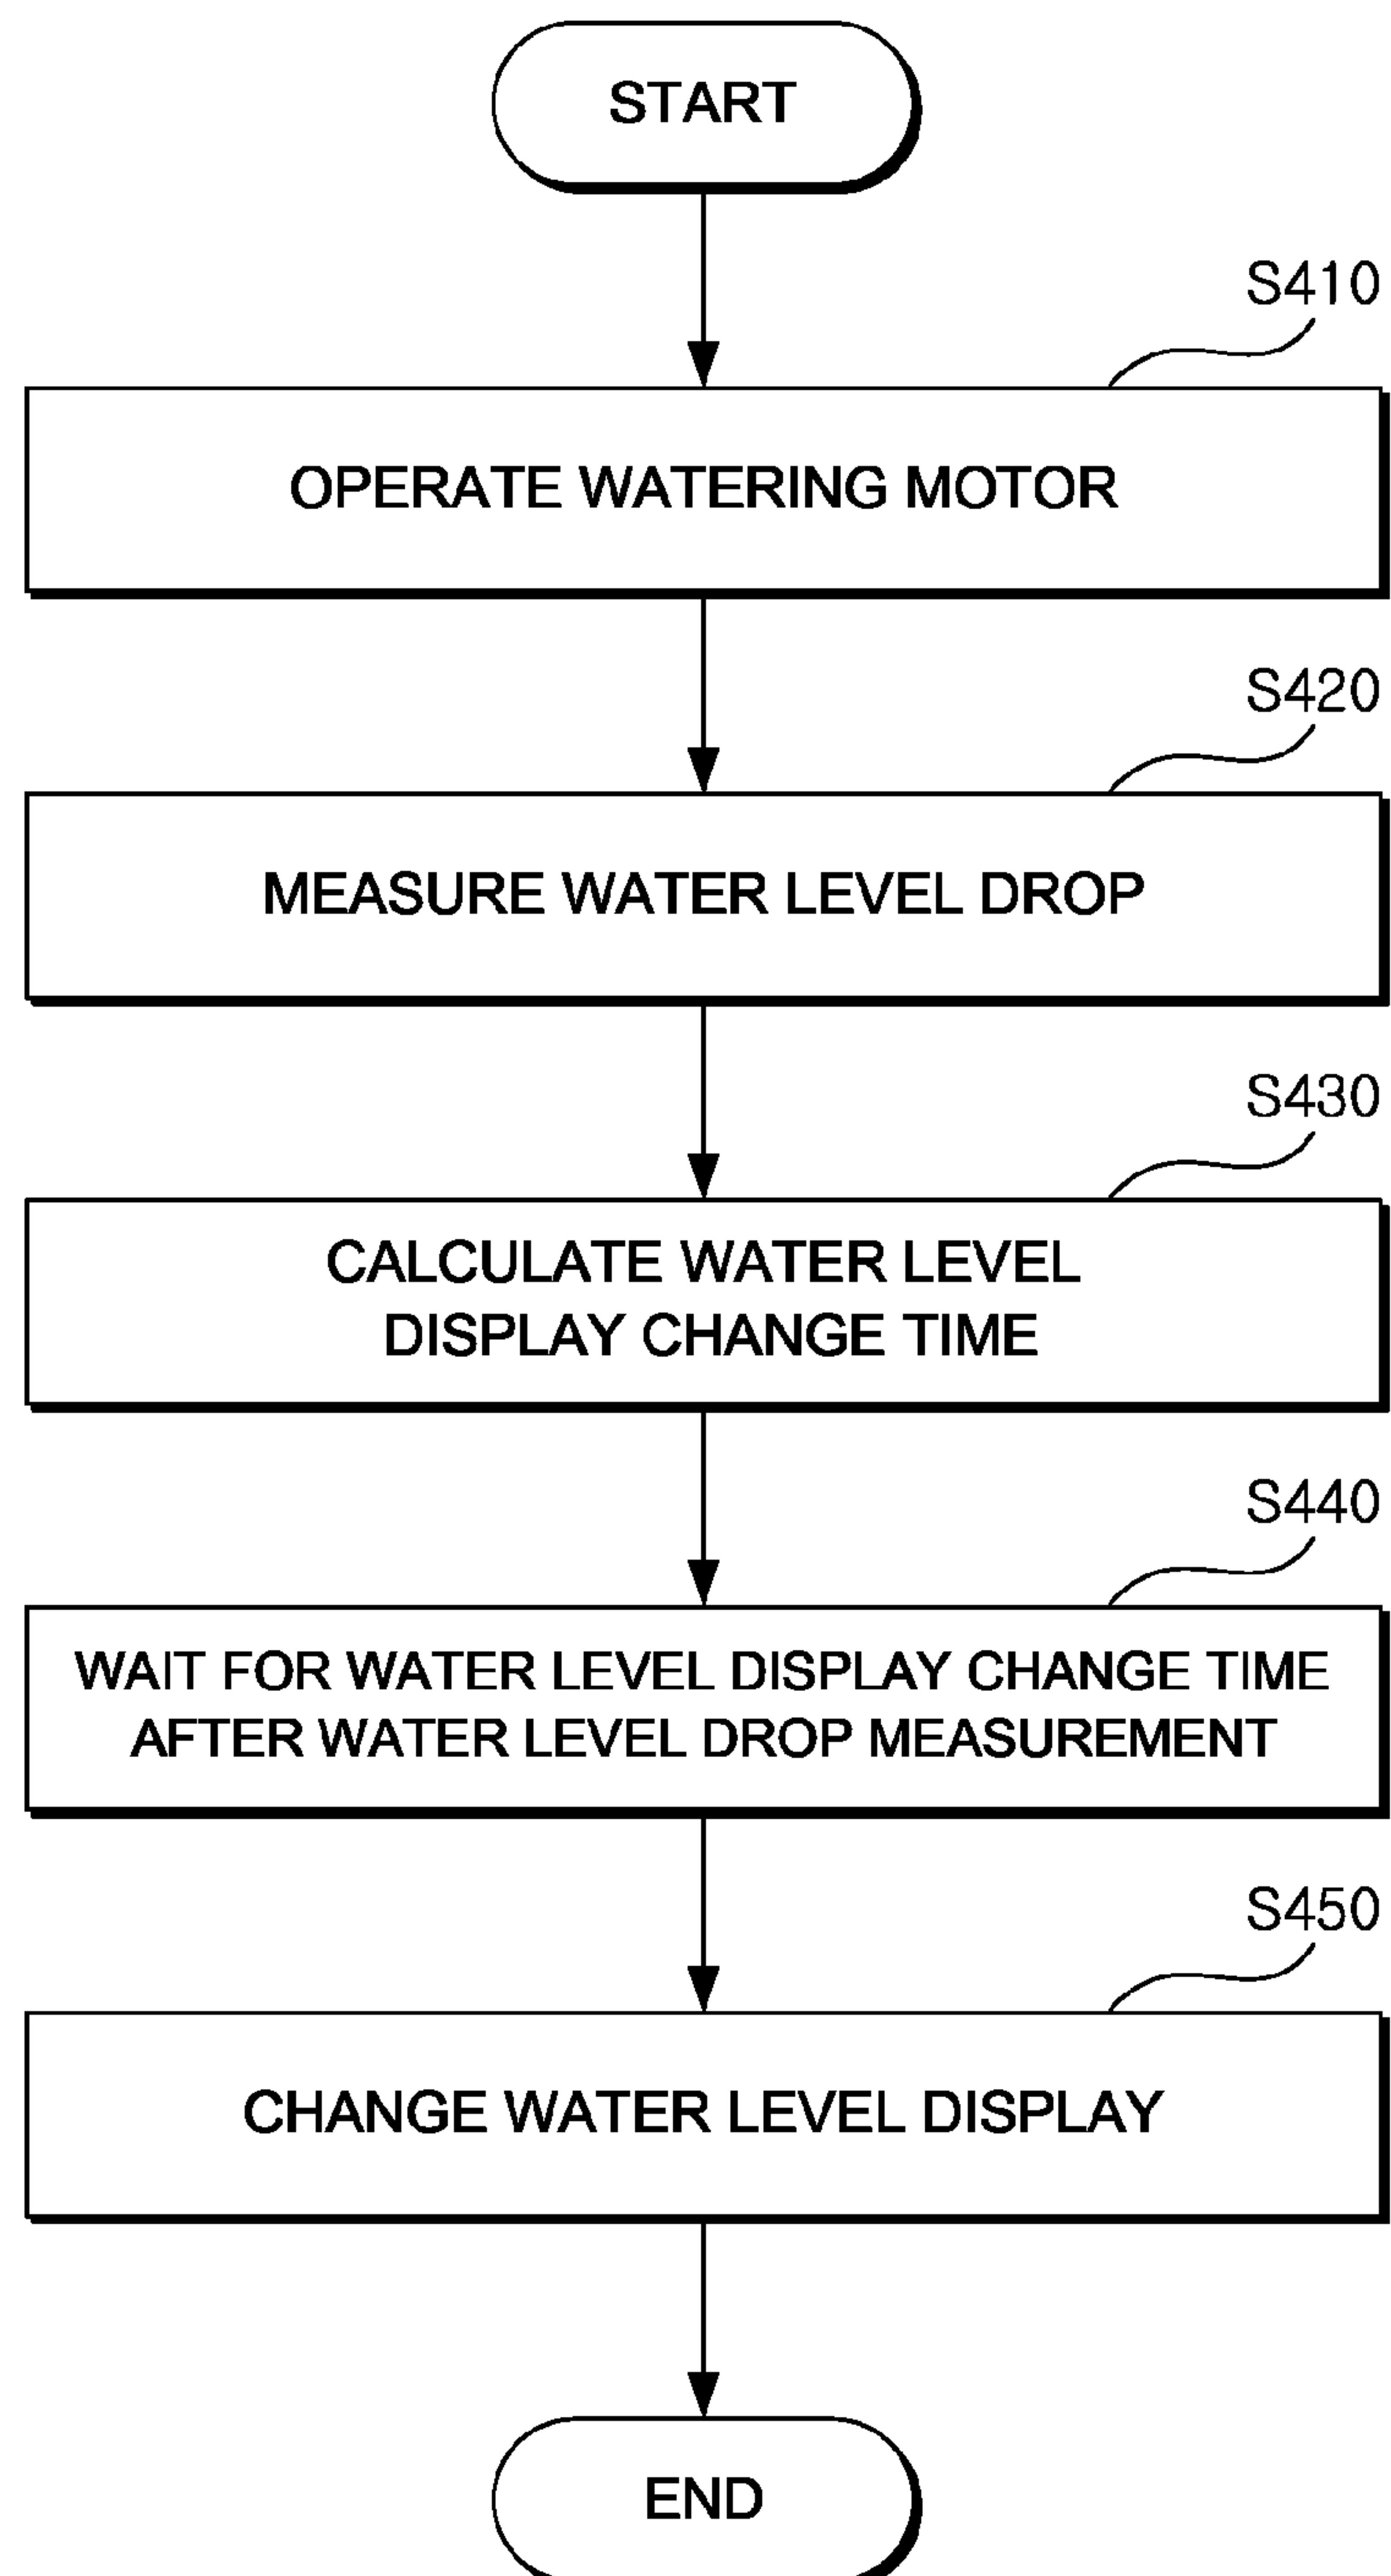 START
S410
OPERATE WATERING MOTOR
S420
MEASURE WATER LEVEL DROP
S430
CALCULATE WATER LEVEL
DISPLAY CHANGE TIME
S440
WAIT FOR WATER LEVEL DISPLAY CHANGE TIME
AFTER WATER LEVEL DROP MEASUREMENT
S450
CHANGE WATER LEVEL DISPLAY
END